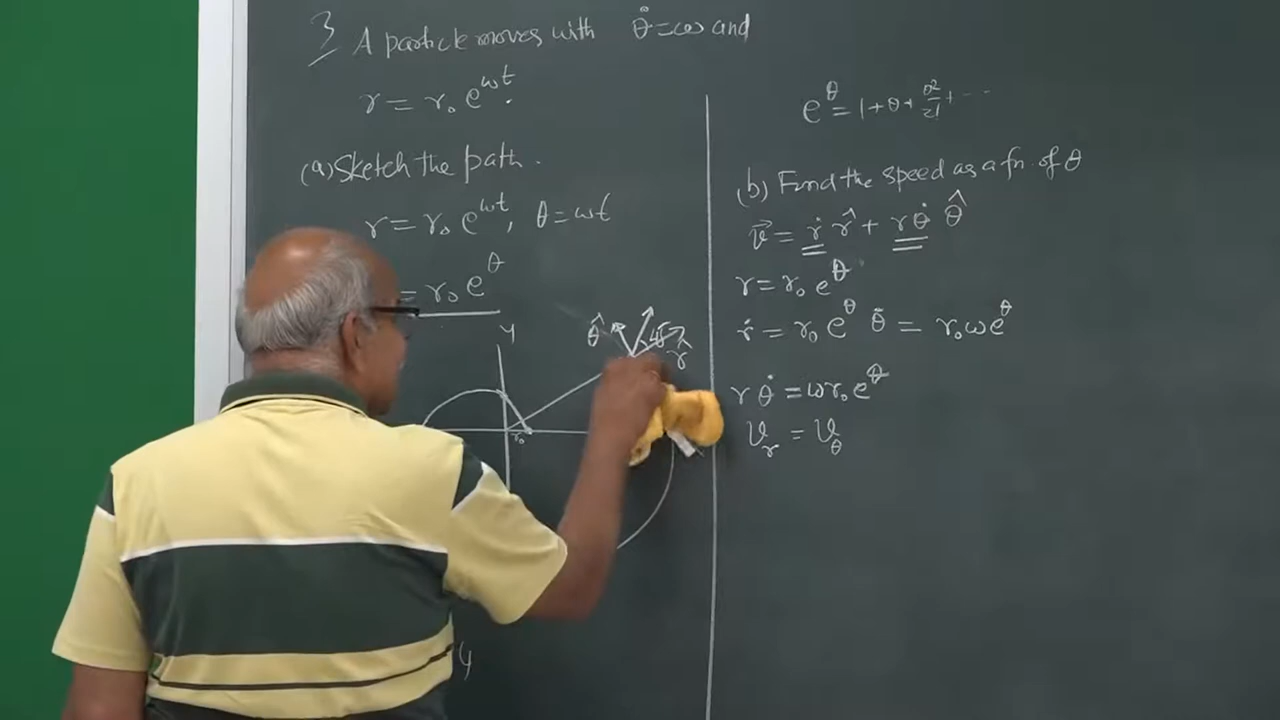 3 A particle moves with θ̇ = ω and
r = r₀ e^{ωt}.
(a) Sketch the path.
r = r₀ e^{ωt}, θ = ωt
= r₀ e^θ
y
θ̂
45
r̂
r₀
e^θ = 1 + θ + θ²/2! + ...
(b) Find the speed as a fn. of θ
v⃗ = ṙ r̂ + r θ̇ θ̂
r = r₀ e^θ
ṙ = r₀ e^θ θ̇ = r₀ ω e^θ
r θ̇ = ω r₀ e^θ
v_r = v_θ